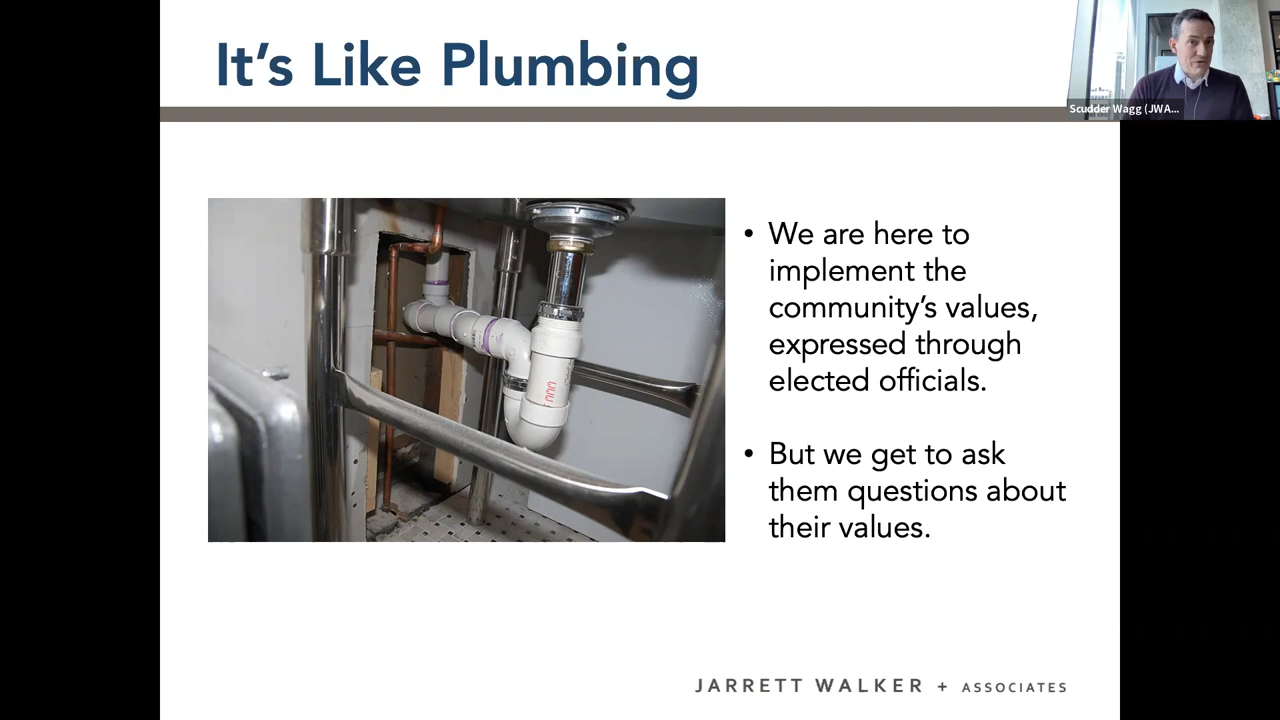 It's Like Plumbing
Scudder Wagg (JWA...
• We are here to
implement the
community's values,
expressed through
elected officials.
• But we get to ask
them questions about
their values.
JARRETT WALKER + ASSOCIATES